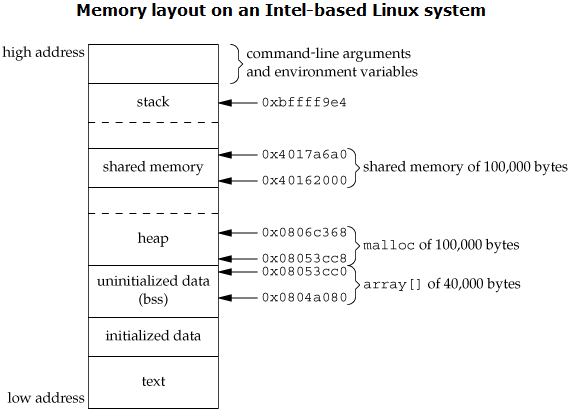 Memory layout on an Intel-based Linux system
high address
command-line arguments
and environment variables
stack
0xbffff9e4
shared memory
0x4017a6a0
0x40162000
shared memory of 100,000 bytes
heap
0x0806c368
0x08053cc8
malloc of 100,000 bytes
uninitialized data
(bss)
0x08053cc0
0x0804a080
array[] of 40,000 bytes
initialized data
text
low address